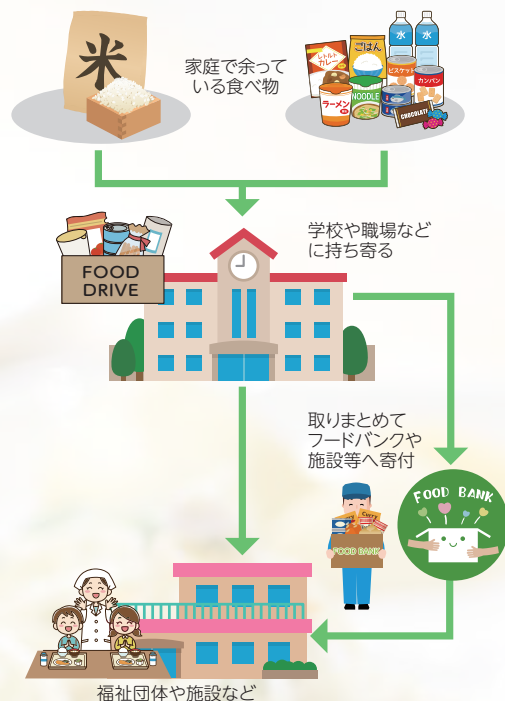 米
家庭で余って
いる食べ物
レトルト
カレー
ごはん
水
水
ビスケット
カンパン
ラーメン
NOODLE
CHOCOLATE
学校や職場など
に持ち寄る
FOOD
DRIVE
取りまとめて
フードバンクや
施設等へ寄付
FOOD BANK
FOOD BANK
福祉団体や施設など